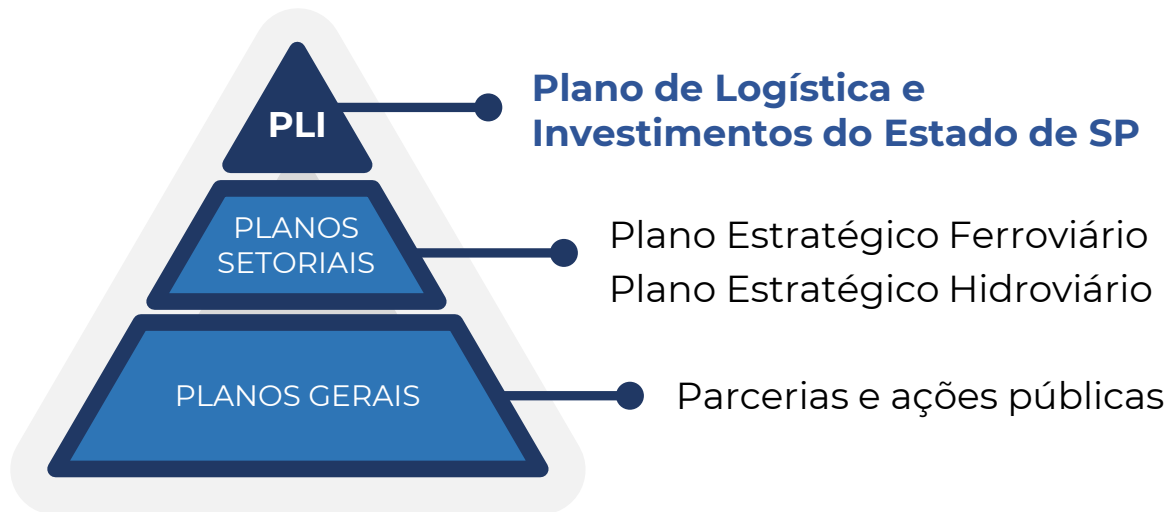 PLI
Plano de Logística e
Investimentos do Estado de SP
PLANOS
SETORIAIS
Plano Estratégico Ferroviário
Plano Estratégico Hidroviário
PLANOS GERAIS
Parcerias e ações públicas